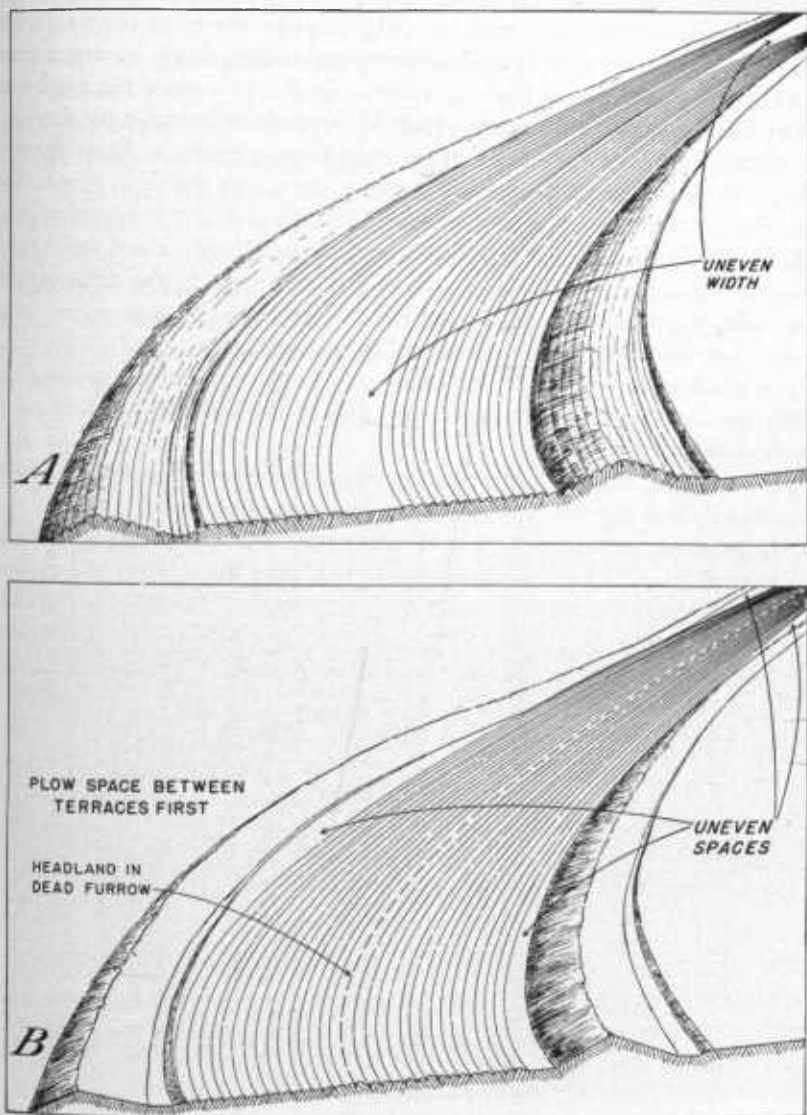 UNEVEN
WIDTH
A
PLOW SPACE BETWEEN
TERRACES FIRST
HEADLAND IN
DEAD FURROW
UNEVEN
SPACES
B